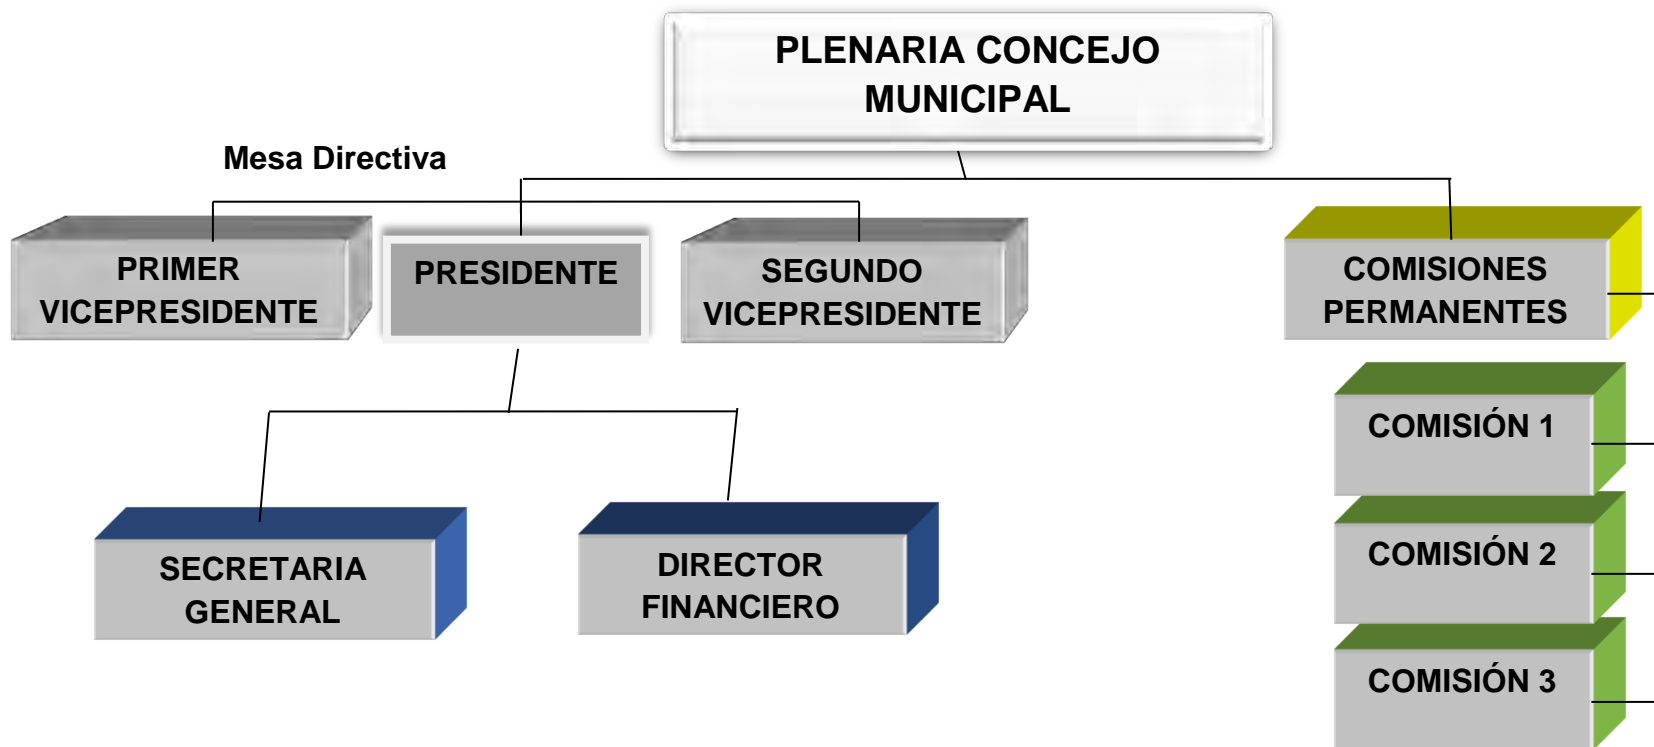 PLENARIA CONCEJO
MUNICIPAL
Mesa Directiva
PRIMER
VICEPRESIDENTE
PRESIDENTE
SEGUNDO
VICEPRESIDENTE
COMISIONES
PERMANENTES
COMISIÓN 1
COMISIÓN 2
COMISIÓN 3
SECRETARIA
GENERAL
DIRECTOR
FINANCIERO